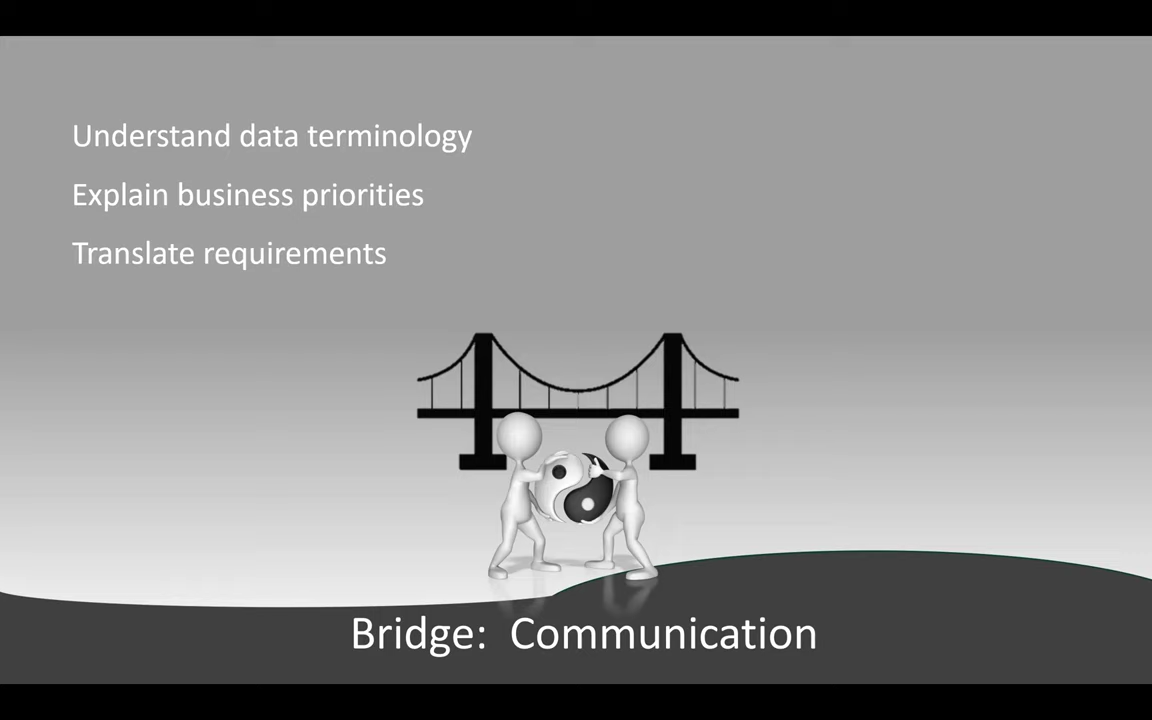 Understand data terminology
Explain business priorities
Translate requirements
Bridge:  Communication